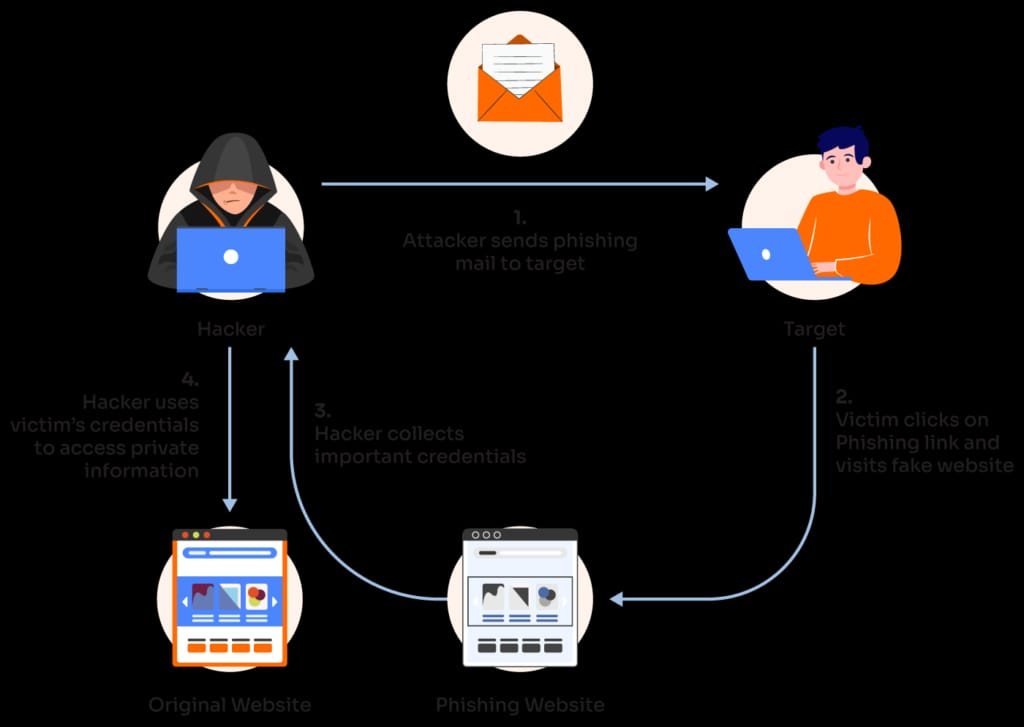 1.
Attacker sends phishing
mail to target
Hacker
Target
4.
Hacker uses
victim’s credentials
to access private
information
3.
Hacker collects
important credentials
2.
Victim clicks on
Phishing link and
visits fake website
Original Website
Phishing Website